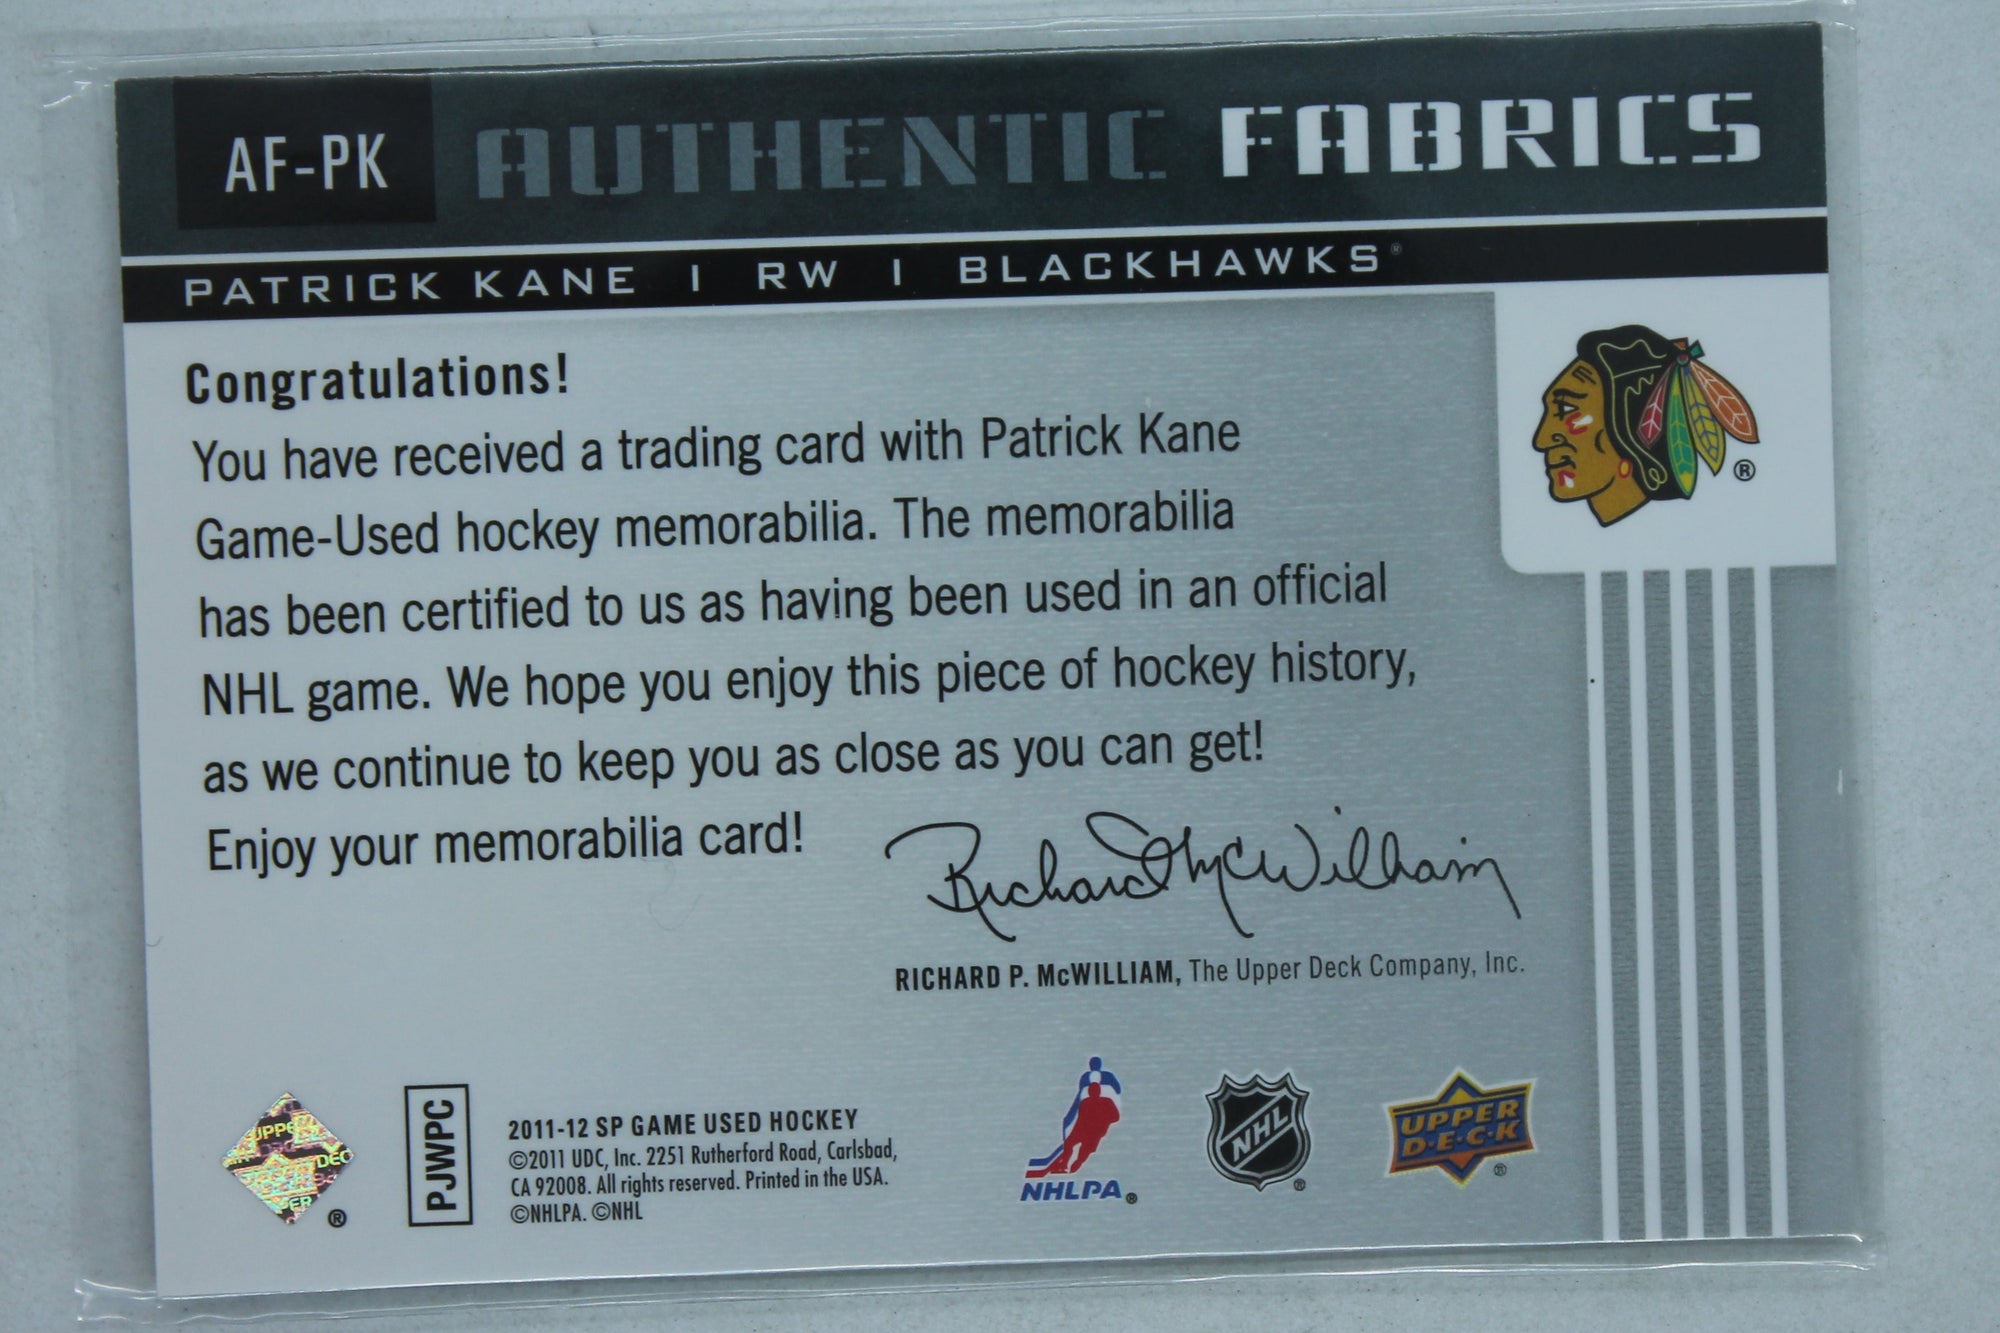 AF-PK
AUTHENTIC FABRICS
PATRICK KANE | RW | BLACKHAWKS®
Congratulations!
You have received a trading card with Patrick Kane
Game-Used hockey memorabilia. The memorabilia
has been certified to us as having been used in an official
NHL game. We hope you enjoy this piece of hockey history,
as we continue to keep you as close as you can get!
Enjoy your memorabilia card!
Richard McWilliam
RICHARD P. McWILLIAM, The Upper Deck Company, Inc.
®
®
PJWPC
2011-12 SP GAME USED HOCKEY
©2011 UDC, Inc. 2251 Rutherford Road, Carlsbad,
CA 92008. All rights reserved. Printed in the USA.
©NHLPA. ©NHL
NHLPA®
NHL®
UPPER
D·E·C·K®